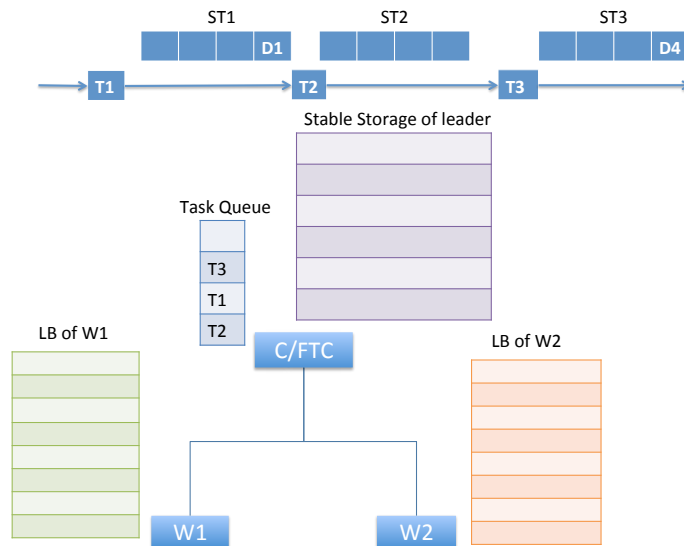 ST1
ST2
ST3
D1
D4
T1
T2
T3
Stable Storage of leader
Task Queue
T3
T1
T2
LB of W1
C/FTC
LB of W2
W1
W2